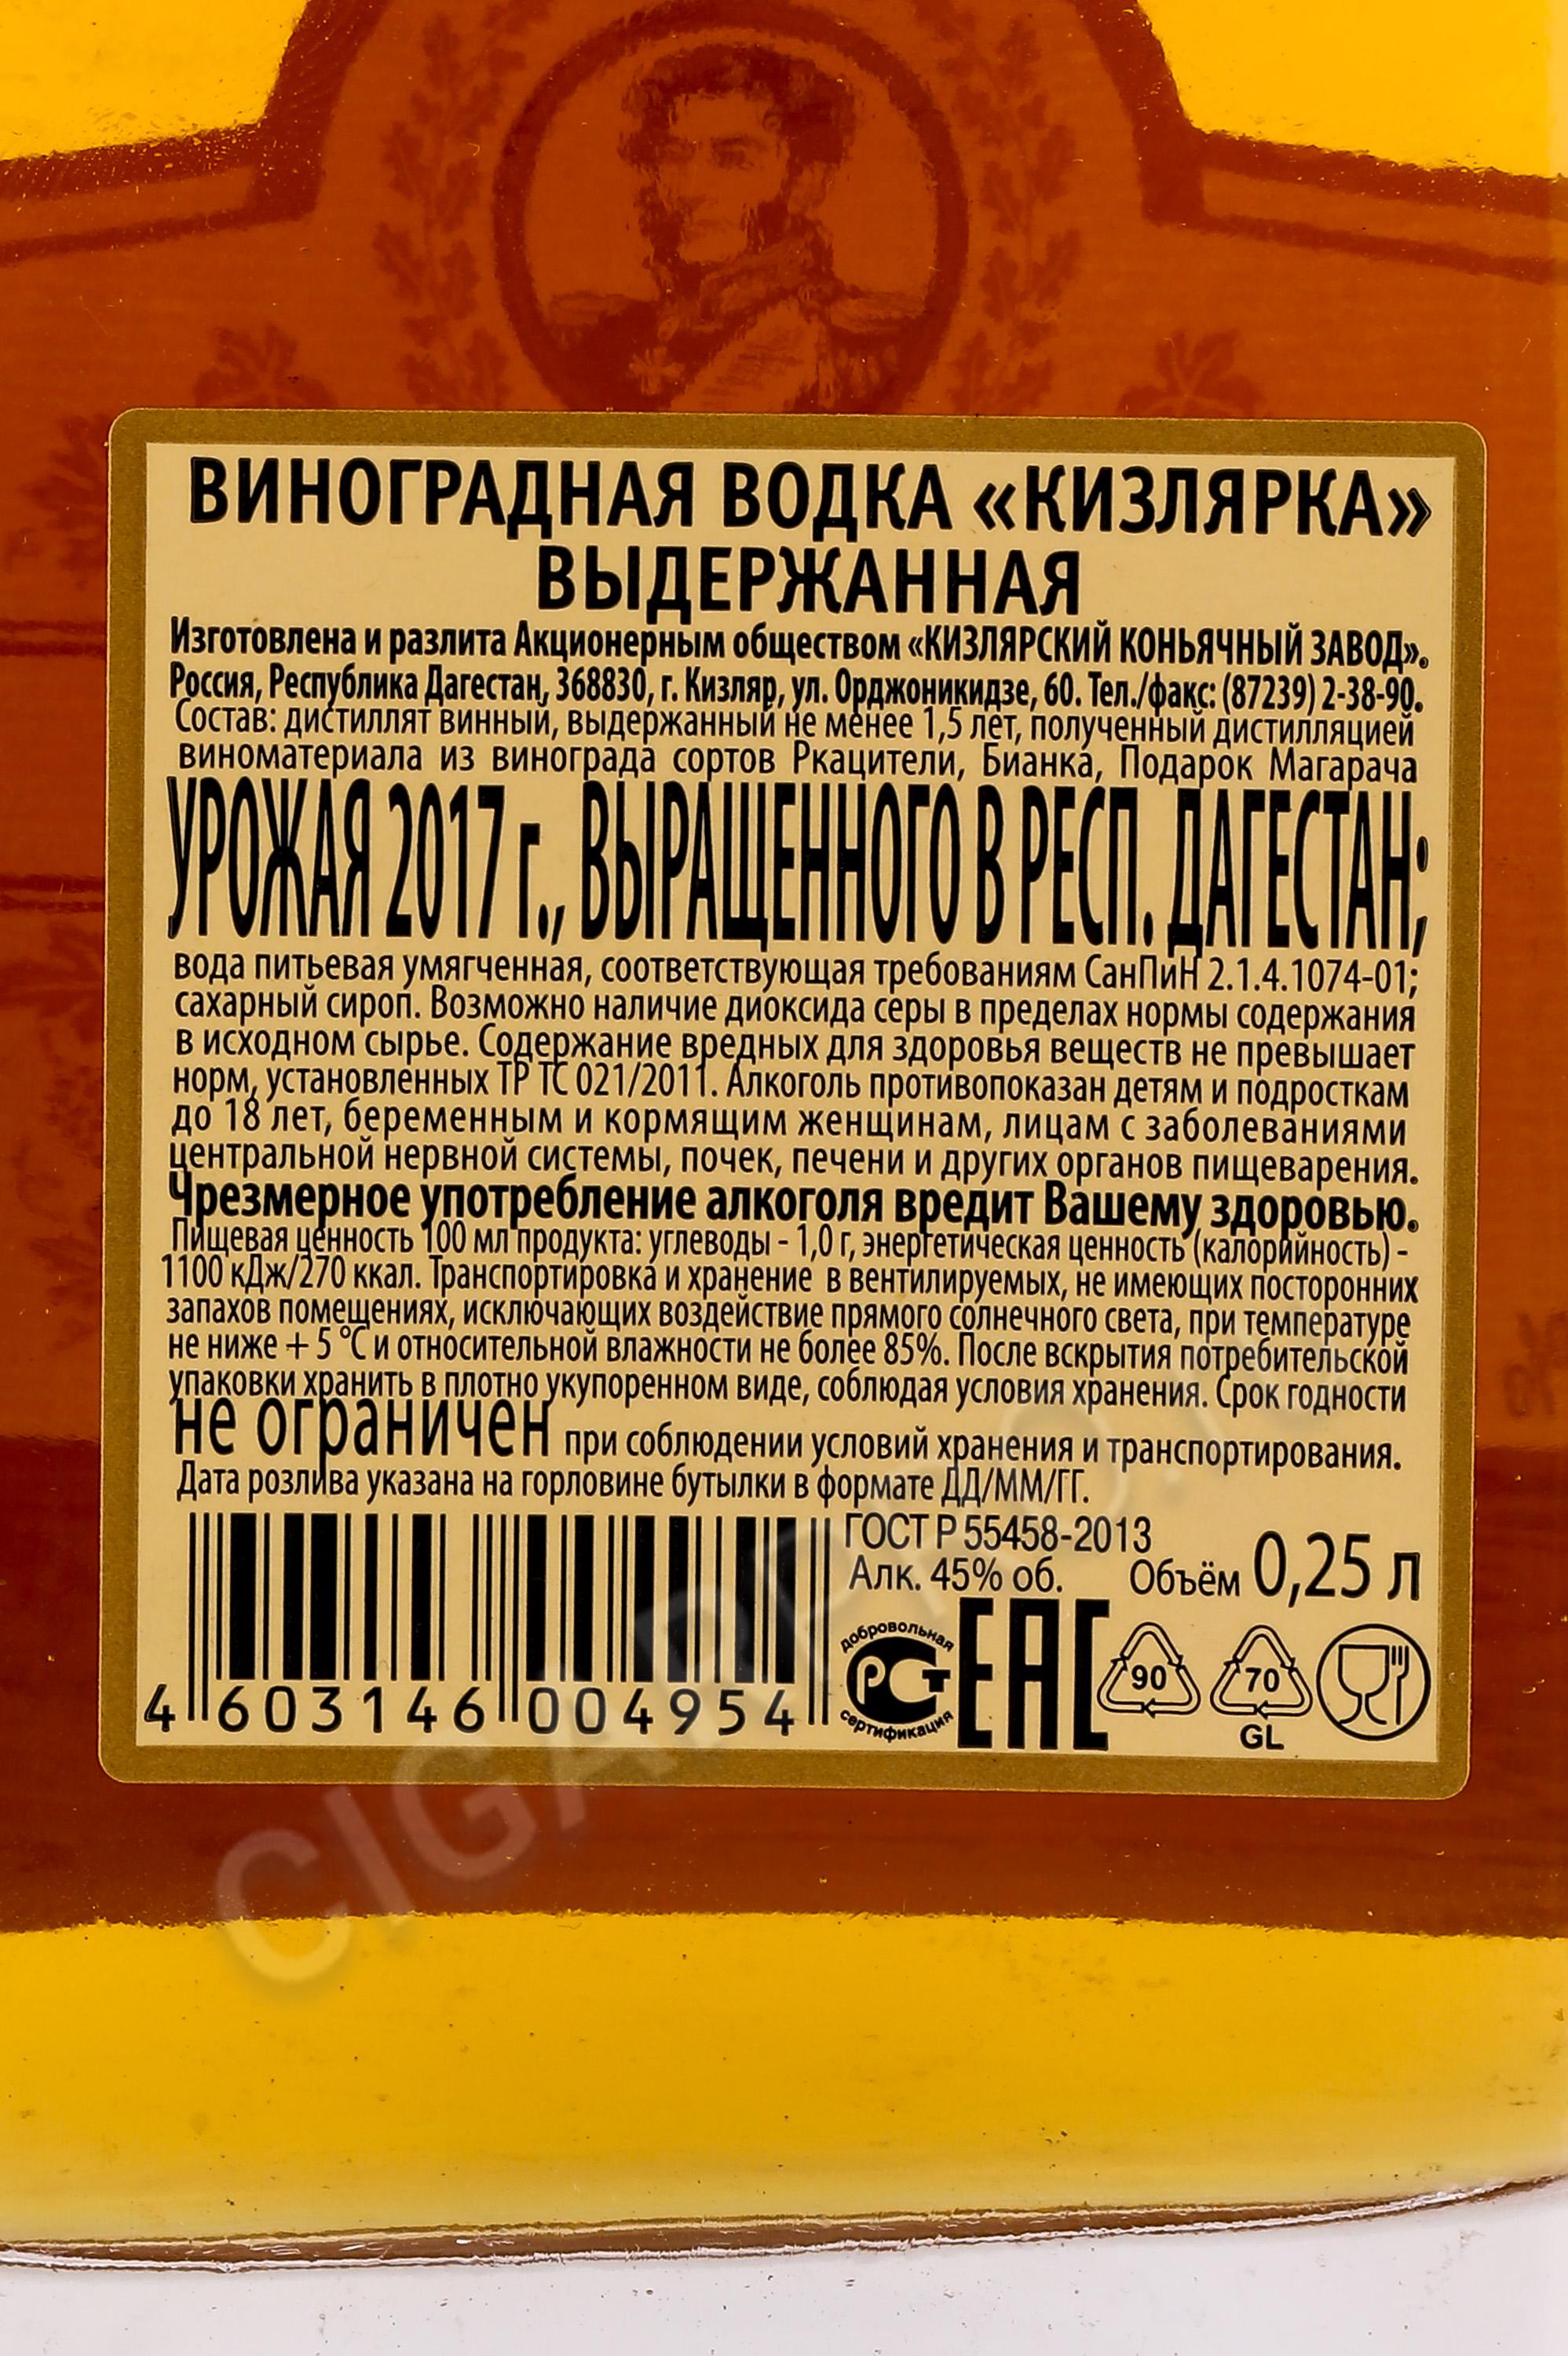 ВИНОГРАДНАЯ ВОДКА «КИЗЛЯРКА»
ВЫДЕРЖАННАЯ
Изготовлена и разлита Акционерным обществом «КИЗЛЯРСКИЙ КОНЬЯЧНЫЙ ЗАВОД».
Россия, Республика Дагестан, 368830, г. Кизляр, ул. Орджоникидзе, 60. Тел./факс: (87239) 2-38-90.
Состав: дистиллят винный, выдержанный не менее 1,5 лет, полученный дистилляцией
виноматериала из винограда сортов Ркацители, Бианка, Подарок Магарача
УРОЖАЯ 2017 г., ВЫРАЩЕННОГО В РЕСП. ДАГЕСТАН;
вода питьевая умягченная, соответствующая требованиям СанПиН 2.1.4.1074-01;
сахарный сироп. Возможно наличие диоксида серы в пределах нормы содержания
в исходном сырье. Содержание вредных для здоровья веществ не превышает
норм, установленных ТР ТС 021/2011. Алкоголь противопоказан детям и подросткам
до 18 лет, беременным и кормящим женщинам, лицам с заболеваниями
центральной нервной системы, почек, печени и других органов пищеварения.
Чрезмерное употребление алкоголя вредит Вашему здоровью.
Пищевая ценность 100 мл продукта: углеводы - 1,0 г, энергетическая ценность (калорийность) -
1100 кДж/270 ккал. Транспортировка и хранение в вентилируемых, не имеющих посторонних
запахов помещениях, исключающих воздействие прямого солнечного света, при температуре
не ниже + 5 °С и относительной влажности не более 85%. После вскрытия потребительской
упаковки хранить в плотно укупоренном виде, соблюдая условия хранения. Срок годности
не ограничен при соблюдении условий хранения и транспортирования.
Дата розлива указана на горловине бутылки в формате ДД/ММ/ГГ.
ГОСТ Р 55458-2013
Алк. 45% об. Объём 0,25 л
добровольная
РСТ
сертификация
ЕАС
90
70
GL
4 603146 004954
CIGARPRO.RU
%